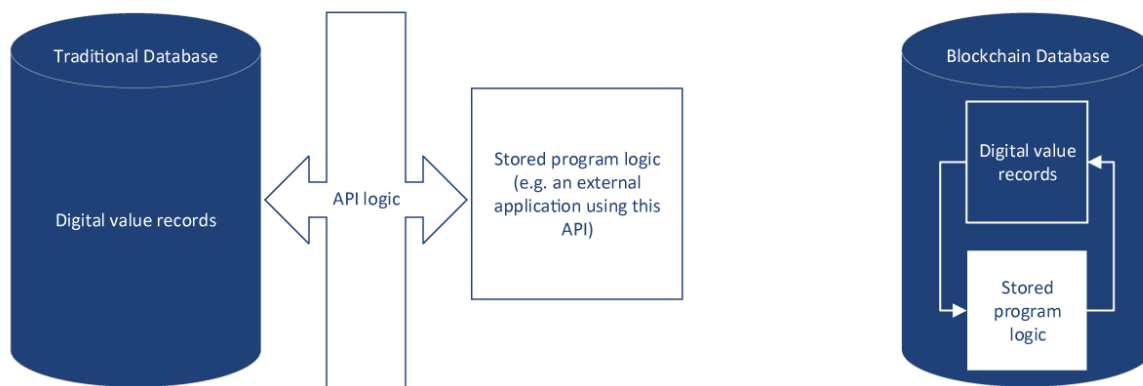 Traditional Database
Digital value records
API logic
Stored program logic
(e.g. an external
application using this
API)
Blockchain Database
Digital value
records
Stored
program
logic